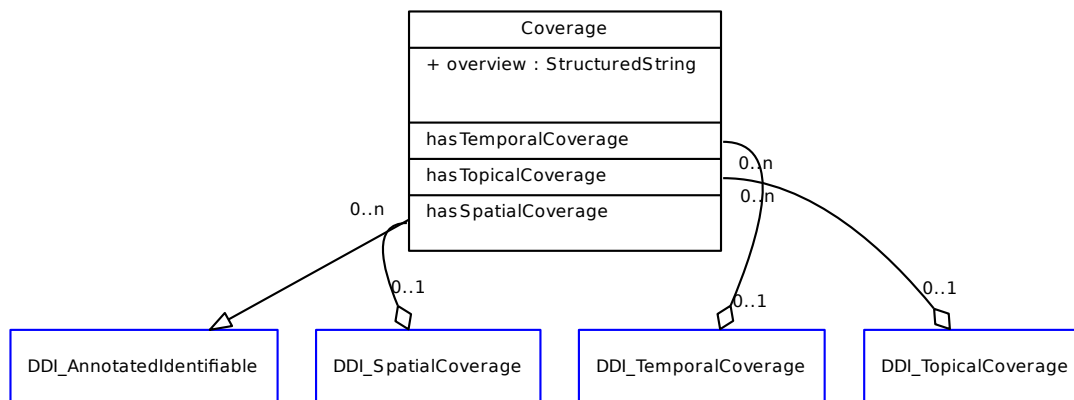 Coverage
+ overview : StructuredString
hasTemporalCoverage
0..n
hasTopicalCoverage
0..n
0..n
hasSpatialCoverage
0..1
0..1
0..1
DDI_AnnotatedIdentifiable
DDI_SpatialCoverage
DDI_TemporalCoverage
DDI_TopicalCoverage